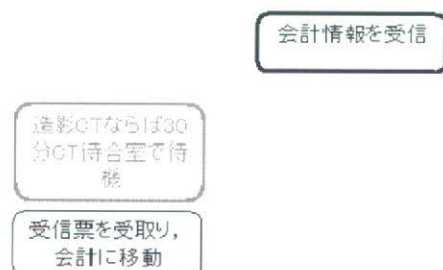 会計情報を受信
造影CTならば30
分CT待合室で待
機
受信票を受取り,
会計に移動